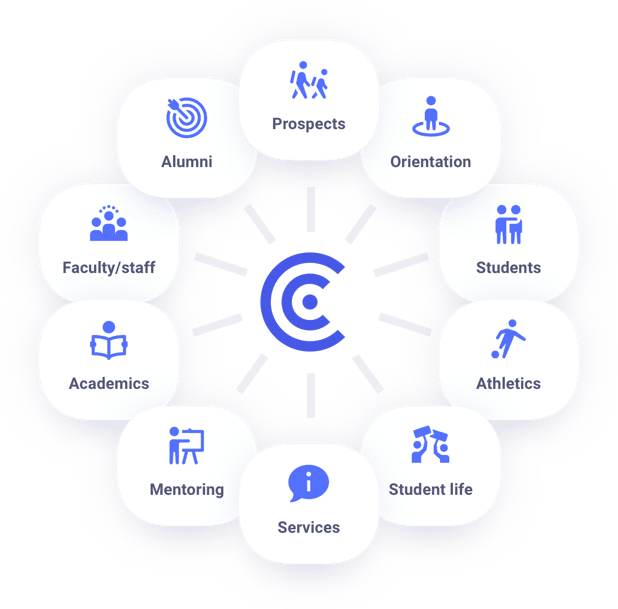 Prospects
Alumni
Orientation
Faculty/staff
Students
Academics
Athletics
Mentoring
Student life
Services